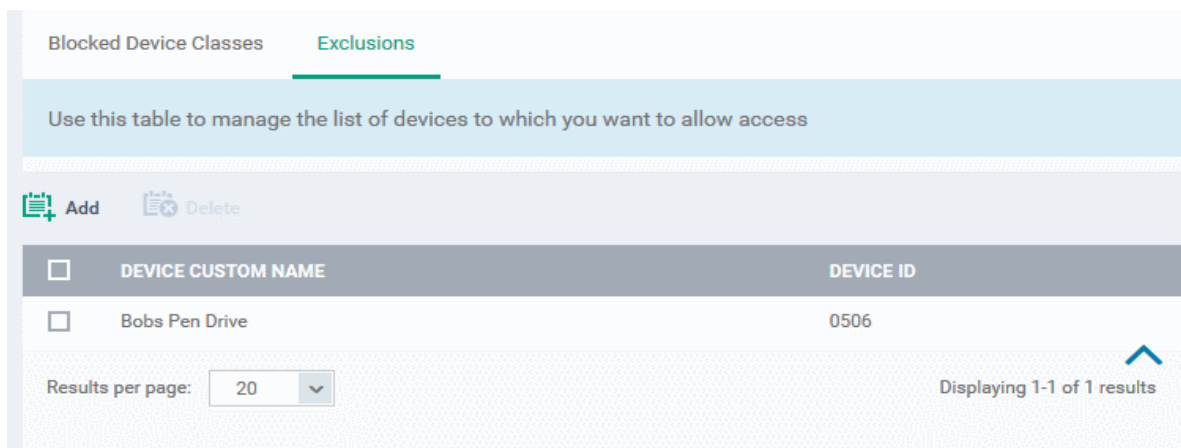 Blocked Device Classes Exclusions
Use this table to manage the list of devices to which you want to allow access
Add Delete
DEVICE CUSTOM NAME DEVICE ID
Bobs Pen Drive 0506
Results per page: 20 Displaying 1-1 of 1 results